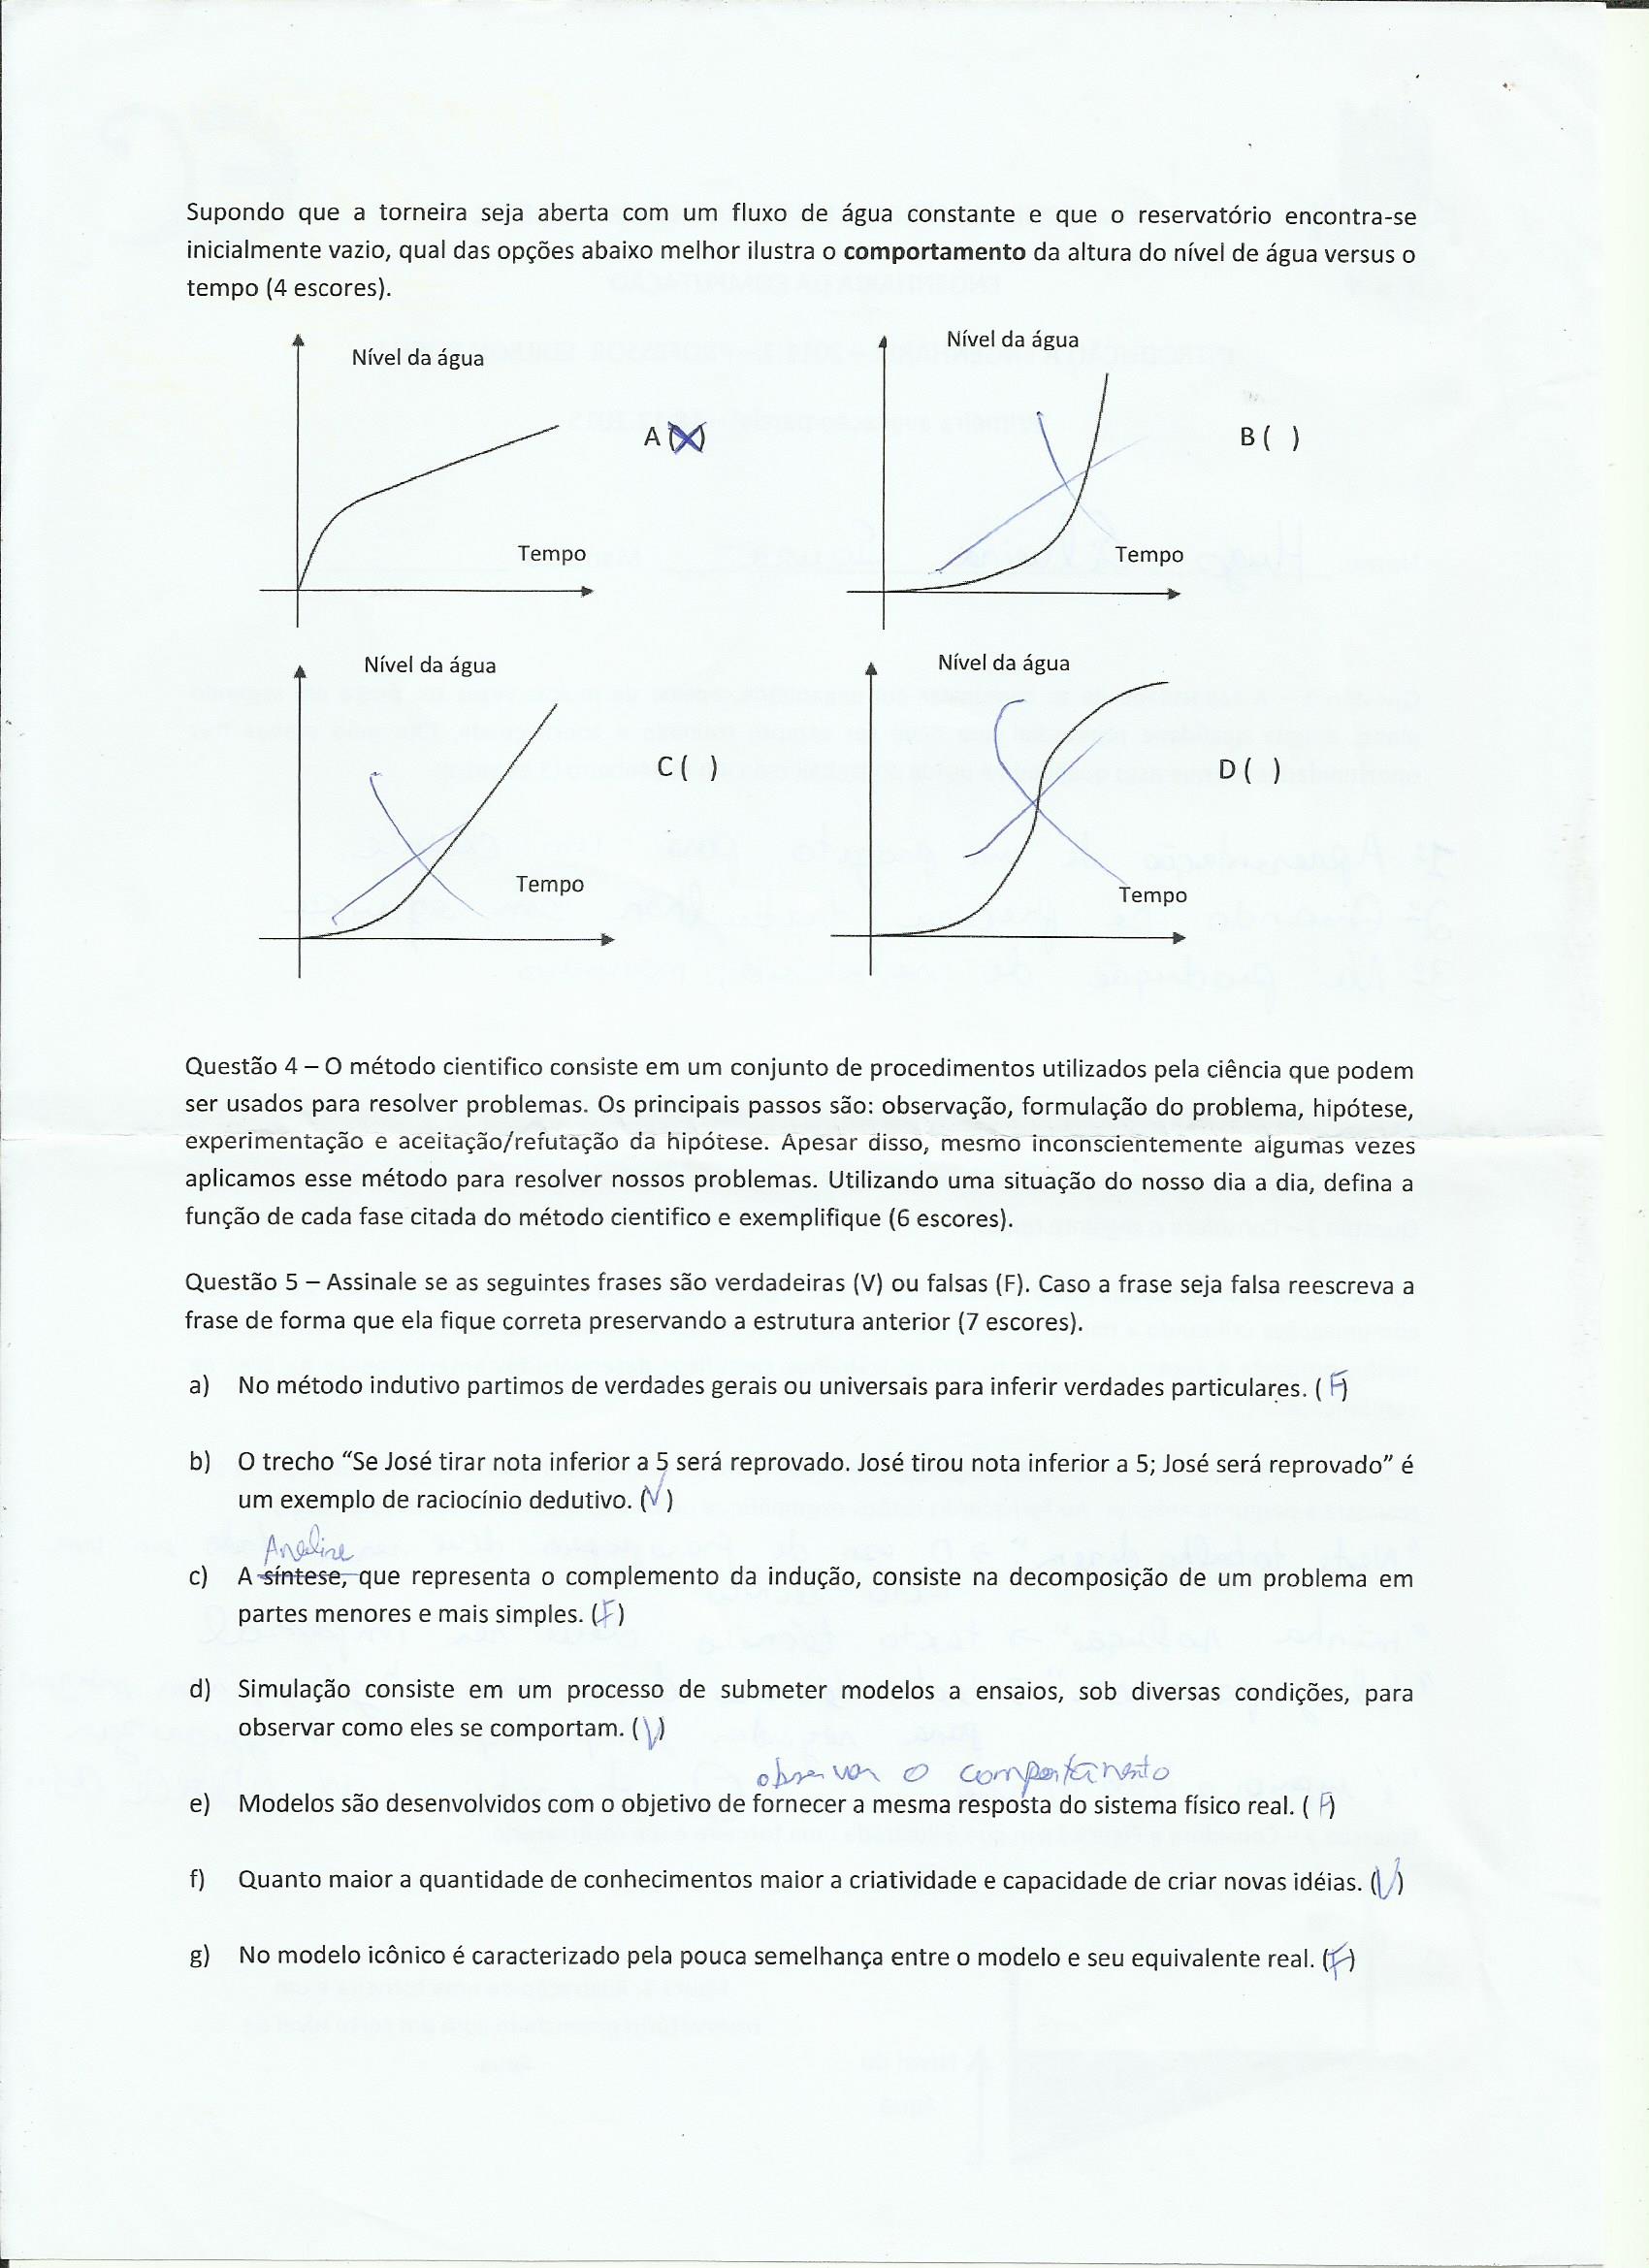 Supondo que a torneira seja aberta com um fluxo de água constante e que o reservatório encontra-se
inicialmente vazio, qual das opções abaixo melhor ilustra o comportamento da altura do nível de água versus o
tempo (4 escores).
Nível da água
Tempo
A (X)
Nível da água
Tempo
B ( )
Nível da água
Tempo
C ( )
Nível da água
Tempo
D ( )
Questão 4 – O método cientifico consiste em um conjunto de procedimentos utilizados pela ciência que podem
ser usados para resolver problemas. Os principais passos são: observação, formulação do problema, hipótese,
experimentação e aceitação/refutação da hipótese. Apesar disso, mesmo inconscientemente algumas vezes
aplicamos esse método para resolver nossos problemas. Utilizando uma situação do nosso dia a dia, defina a
função de cada fase citada do método cientifico e exemplifique (6 escores).
Questão 5 – Assinale se as seguintes frases são verdadeiras (V) ou falsas (F). Caso a frase seja falsa reescreva a
frase de forma que ela fique correta preservando a estrutura anterior (7 escores).
a) No método indutivo partimos de verdades gerais ou universais para inferir verdades particulares. (F)
b) O trecho “Se José tirar nota inferior a 5 será reprovado. José tirou nota inferior a 5; José será reprovado” é
um exemplo de raciocínio dedutivo. (V)
Analise
c) A síntese, que representa o complemento da indução, consiste na decomposição de um problema em
partes menores e mais simples. (F)
d) Simulação consiste em um processo de submeter modelos a ensaios, sob diversas condições, para
observar como eles se comportam. (V)
observar o comportamento
e) Modelos são desenvolvidos com o objetivo de fornecer a mesma resposta do sistema físico real. (F)
f) Quanto maior a quantidade de conhecimentos maior a criatividade e capacidade de criar novas idéias. (V)
g) No modelo icônico é caracterizado pela pouca semelhança entre o modelo e seu equivalente real. (F)